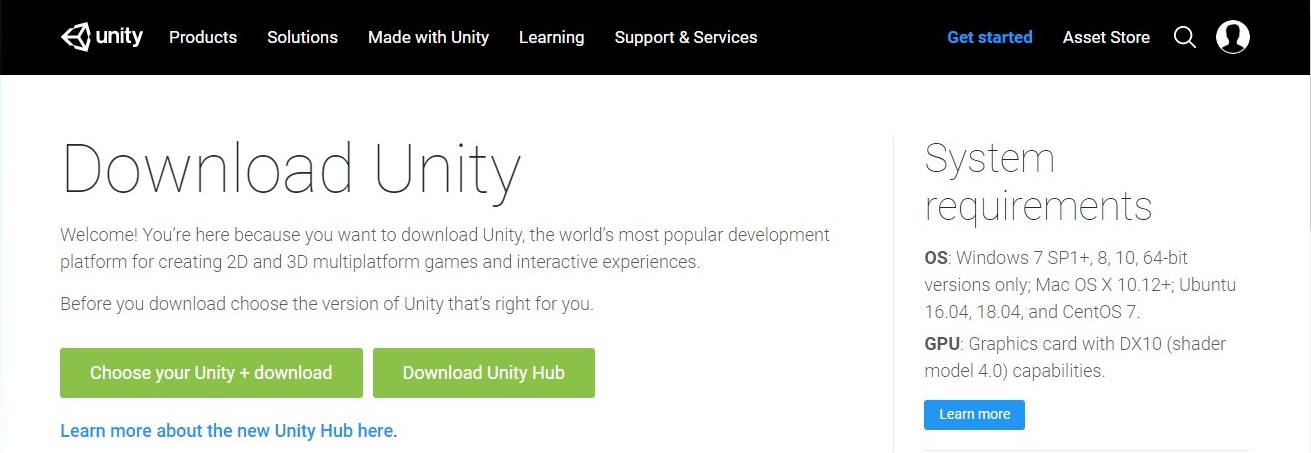 unity Products Solutions Made with Unity Learning Support & Services Get started Asset Store
Download Unity
Welcome! You're here because you want to download Unity, the world's most popular development
platform for creating 2D and 3D multiplatform games and interactive experiences.
Before you download choose the version of Unity that's right for you.
Choose your Unity + download Download Unity Hub
Learn more about the new Unity Hub here.
System
requirements
OS: Windows 7 SP1+, 8, 10, 64-bit
versions only; Mac OS X 10.12+; Ubuntu
16.04, 18.04, and CentOS 7.
GPU: Graphics card with DX10 (shader
model 4.0) capabilities.
Learn more